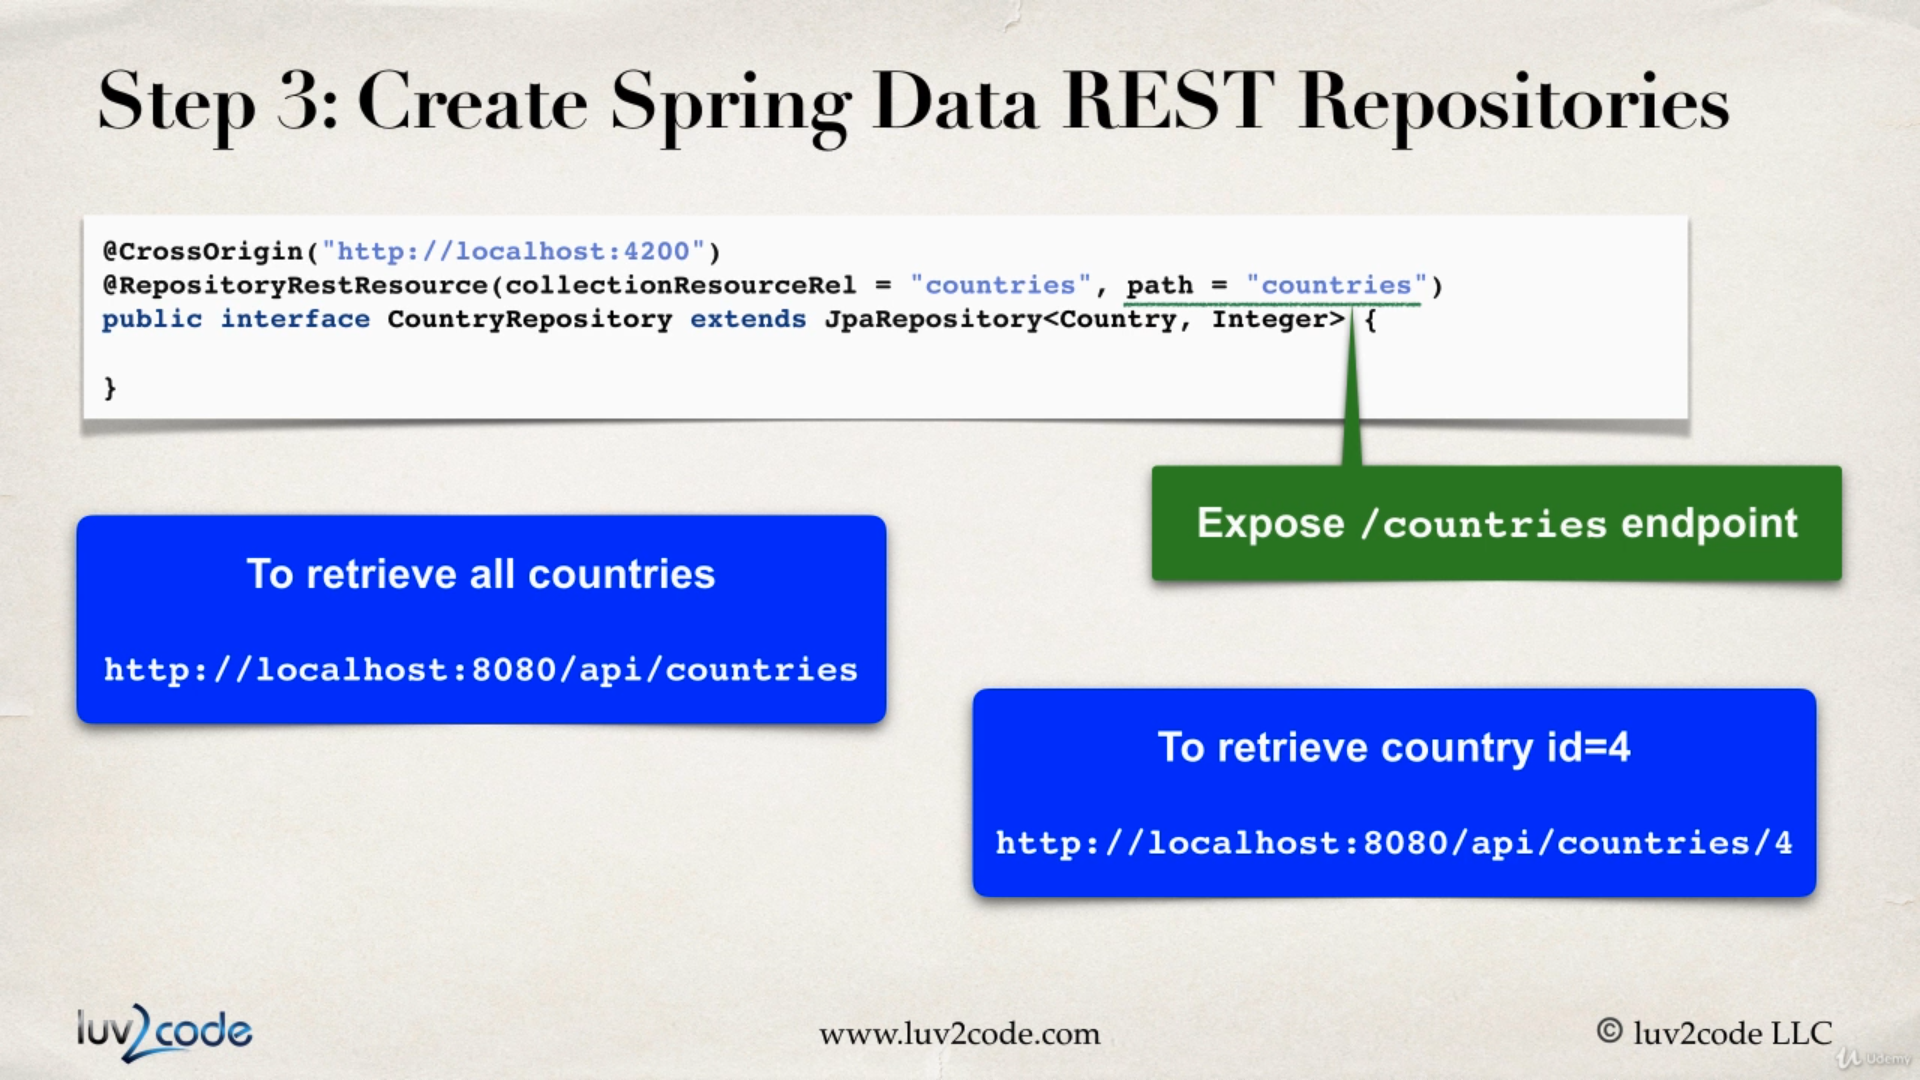 Step 3: Create Spring Data REST Repositories
@CrossOrigin("http://localhost:4200")
@RepositoryRestResource(collectionResourceRel = "countries", path = "countries")
public interface CountryRepository extends JpaRepository<Country, Integer> {
}
Expose /countries endpoint
To retrieve all countries
http://localhost:8080/api/countries
To retrieve country id=4
http://localhost:8080/api/countries/4
luv2code
www.luv2code.com
© luv2code LLC
Udemy